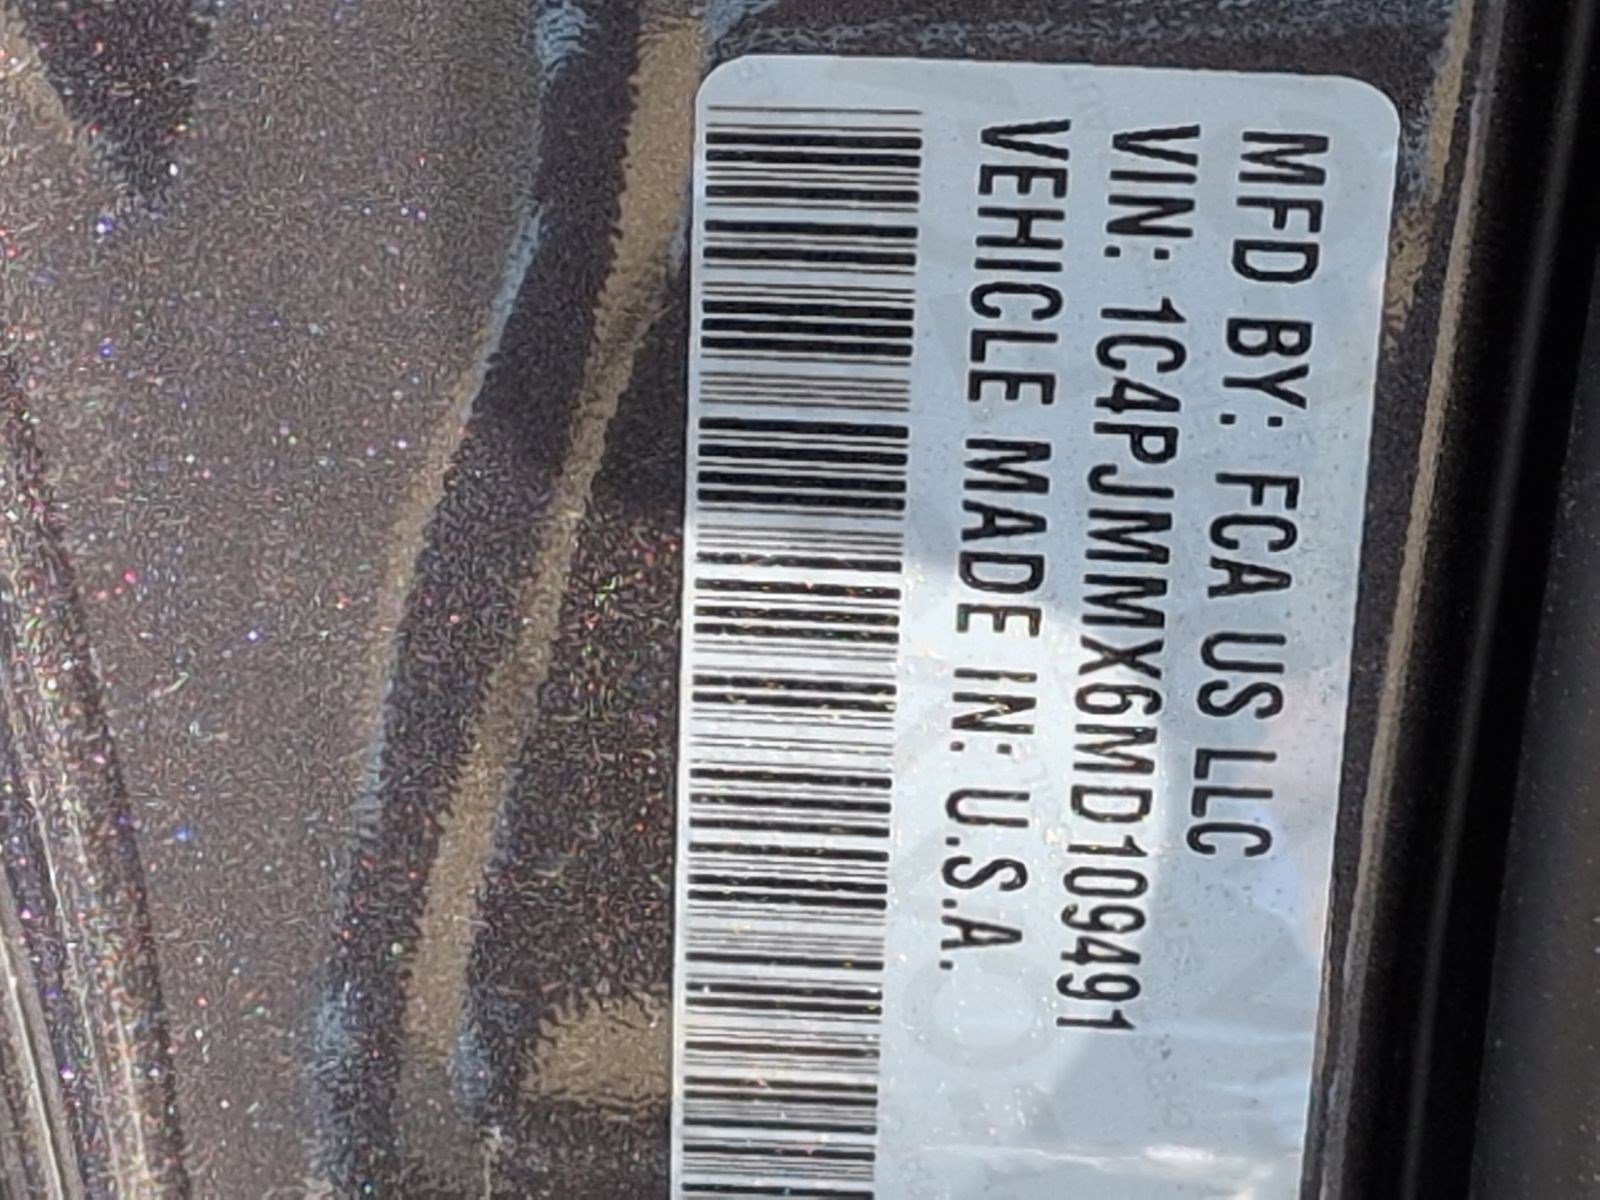 MFD BY: FCA US LLC
VIN: 1C4PJMMX6MD109491
VEHICLE MADE IN: U.S.A.